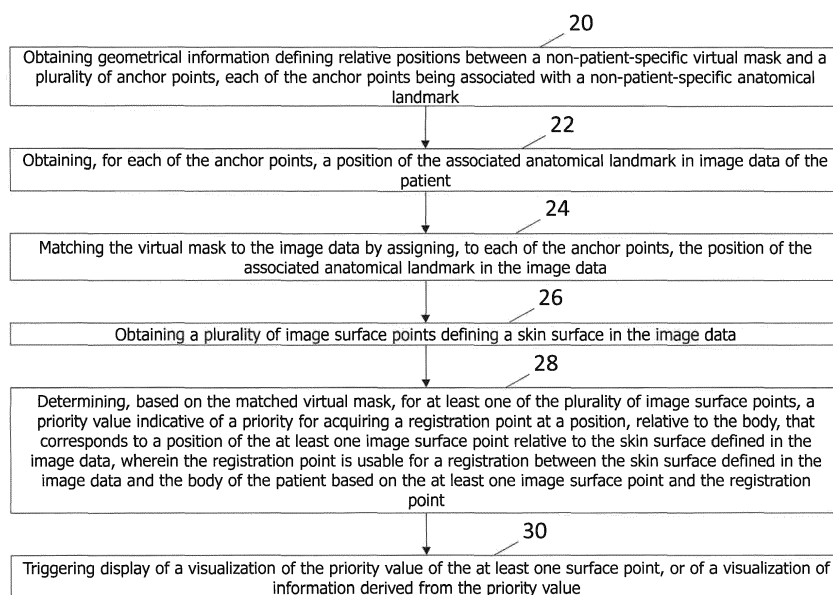 20
Obtaining geometrical information defining relative positions between a non-patient-specific virtual mask and a
plurality of anchor points, each of the anchor points being associated with a non-patient-specific anatomical
landmark
22
Obtaining, for each of the anchor points, a position of the associated anatomical landmark in image data of the
patient
24
Matching the virtual mask to the image data by assigning, to each of the anchor points, the position of the
associated anatomical landmark in the image data
26
Obtaining a plurality of image surface points defining a skin surface in the image data
28
Determining, based on the matched virtual mask, for at least one of the plurality of image surface points, a
priority value indicative of a priority for acquiring a registration point at a position, relative to the body, that
corresponds to a position of the at least one image surface point relative to the skin surface defined in the
image data, wherein the registration point is usable for a registration between the skin surface defined in the
image data and the body of the patient based on the at least one image surface point and the registration
point
30
Triggering display of a visualization of the priority value of the at least one surface point, or of a visualization of
information derived from the priority value